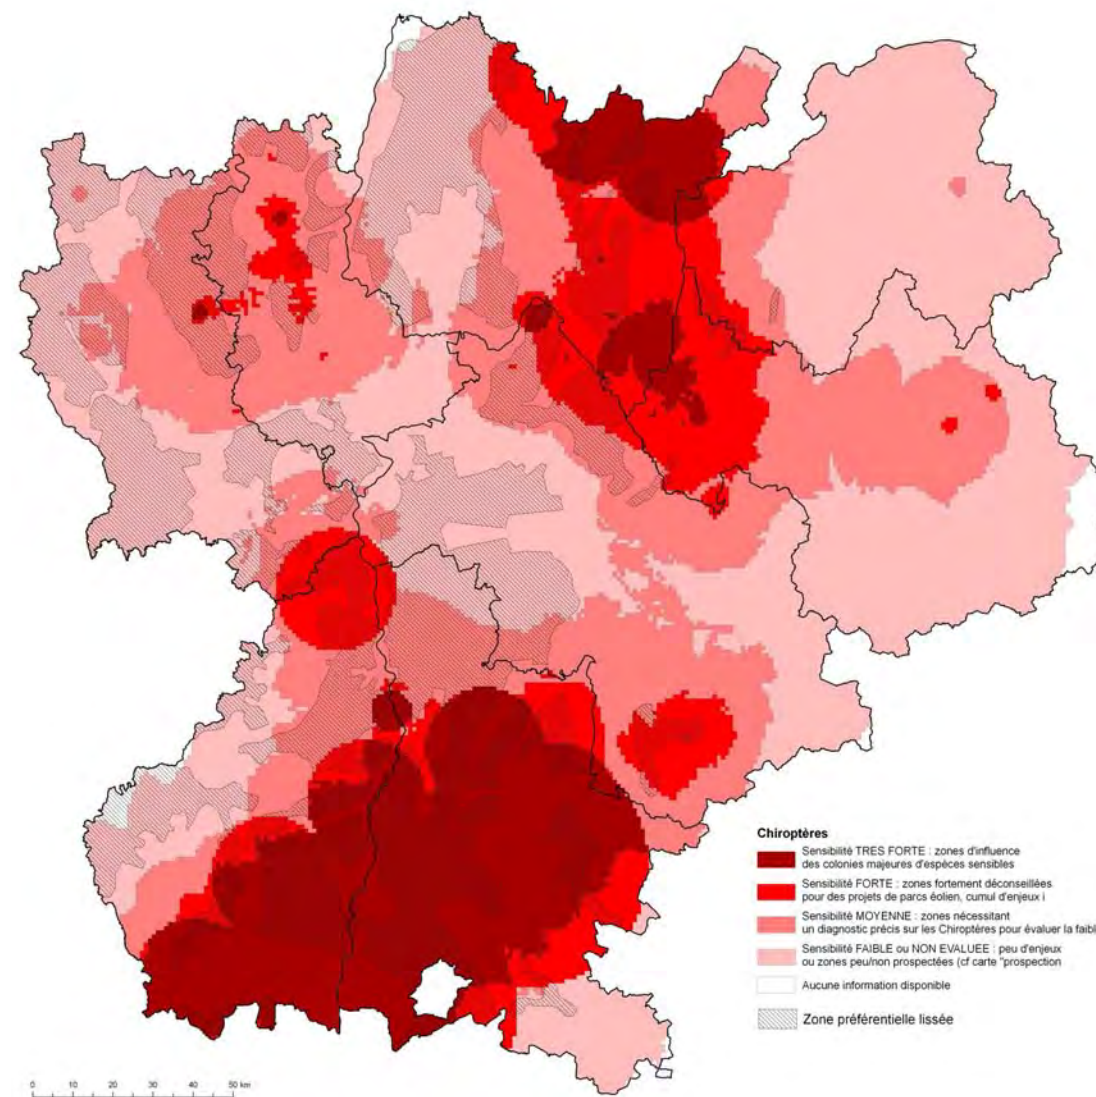 Chiroptères
Sensibilité TRES FORTE : zones d'influence
des colonies majeures d'espèces sensibles
Sensibilité FORTE : zones fortement déconseillées
pour des projets de parcs éolien, cumul d'enjeux i
Sensibilité MOYENNE : zones nécessitant
un diagnostic précis sur les Chiroptères pour évaluer la faibl
Sensibilité FAIBLE ou NON EVALUEE : peu d'enjeux
ou zones peu/non prospectées (cf carte "prospection
Aucune information disponible
Zone préférentielle lissée
0 10 20 30 40 50 km